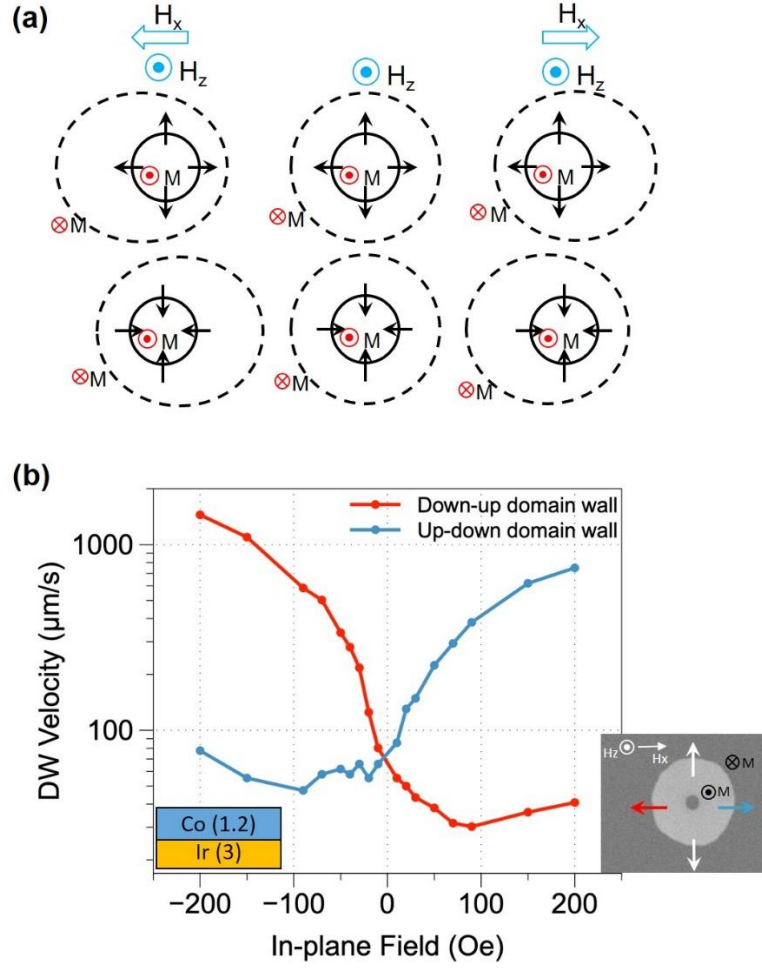 (a)
Hx Hx
Hz Hz Hz
M M M
M M M
M M M
M M M
(b)
Down-up domain wall
Up-down domain wall
1000
100
DW Velocity (μm/s)
Co (1.2)
Ir (3)
Hz Hx M
M
−200 −100 0 100 200
In-plane Field (Oe)